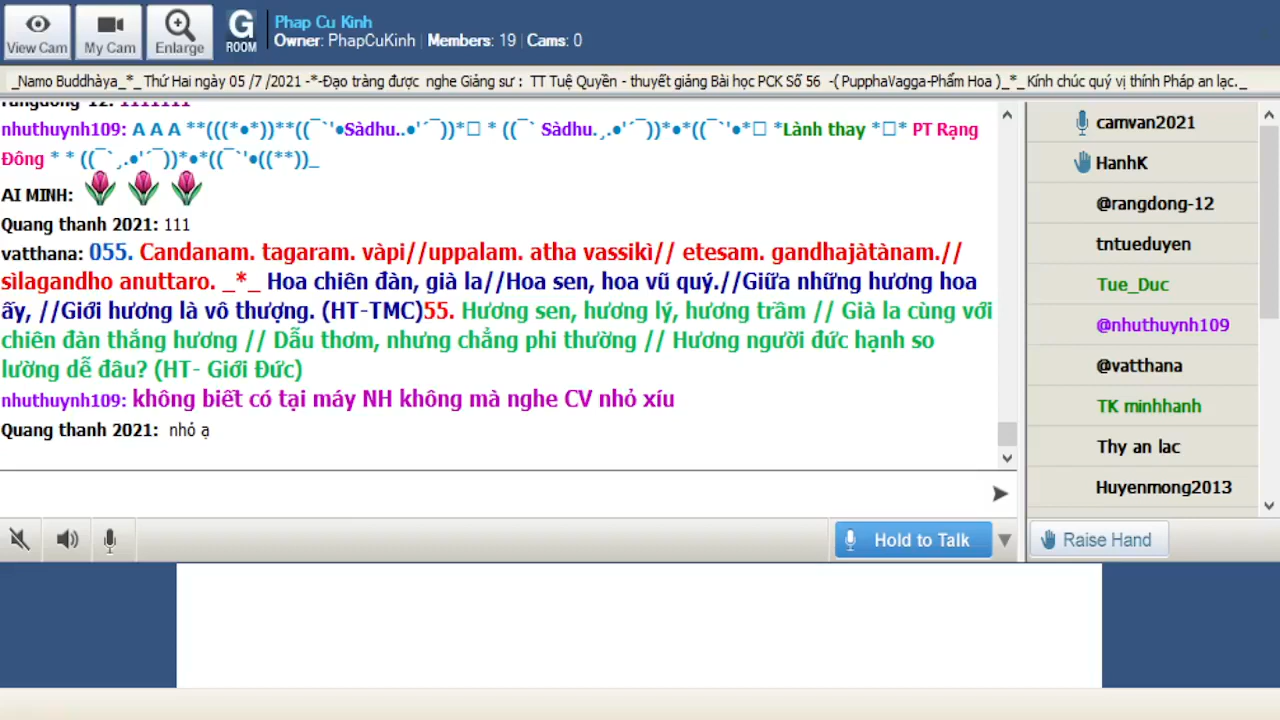 View Cam
My Cam
Enlarge
G
ROOM
Phap Cu Kinh
Owner: PhapCuKinh | Members: 19 | Cams: 0
_Namo Buddhàya_*_ Thứ Hai ngày 05 /7 /2021 -*-Đạo tràng được nghe Giảng sư : TT Tuệ Quyền - thuyết giảng Bài học PCK Số 56 -( PupphaVagga-Phẩm Hoa )_*_ Kính chúc quý vị thính Pháp an lạc._
rangdong-12: 1111111
nhuthuynh109: A A A **(((*•*))**((¯`'•Sàdhu..•'´¯))*□ * ((¯` Sàdhu.¸.•'´¯))*•*((¯`'•*□ *Lành thay *□* PT Rạng
Đông * * ((¯`¸.•'´¯))*•*((¯`'•((**))_
AI MINH:
Quang thanh 2021: 111
vatthana: 055. Candanam. tagaram. vàpi//uppalam. atha vassikì// etesam. gandhajàtànam.//
sìlagandho anuttaro. _*_ Hoa chiên đàn, già la//Hoa sen, hoa vũ quý.//Giữa những hương hoa
ấy, //Giới hương là vô thượng. (HT-TMC)55. Hương sen, hương lý, hương trầm // Già la cùng với
chiên đàn thắng hương // Dẫu thơm, nhưng chẳng phi thường // Hương người đức hạnh so
lường dễ đâu? (HT- Giới Đức)
nhuthuynh109: không biết có tại máy NH không mà nghe CV nhỏ xíu
Quang thanh 2021: nhỏ ạ
camvan2021
HanhK
@rangdong-12
tntueduyen
Tue_Duc
@nhuthuynh109
@vatthana
TK minhhanh
Thy an lac
Huyenmong2013
Hold to Talk
Raise Hand